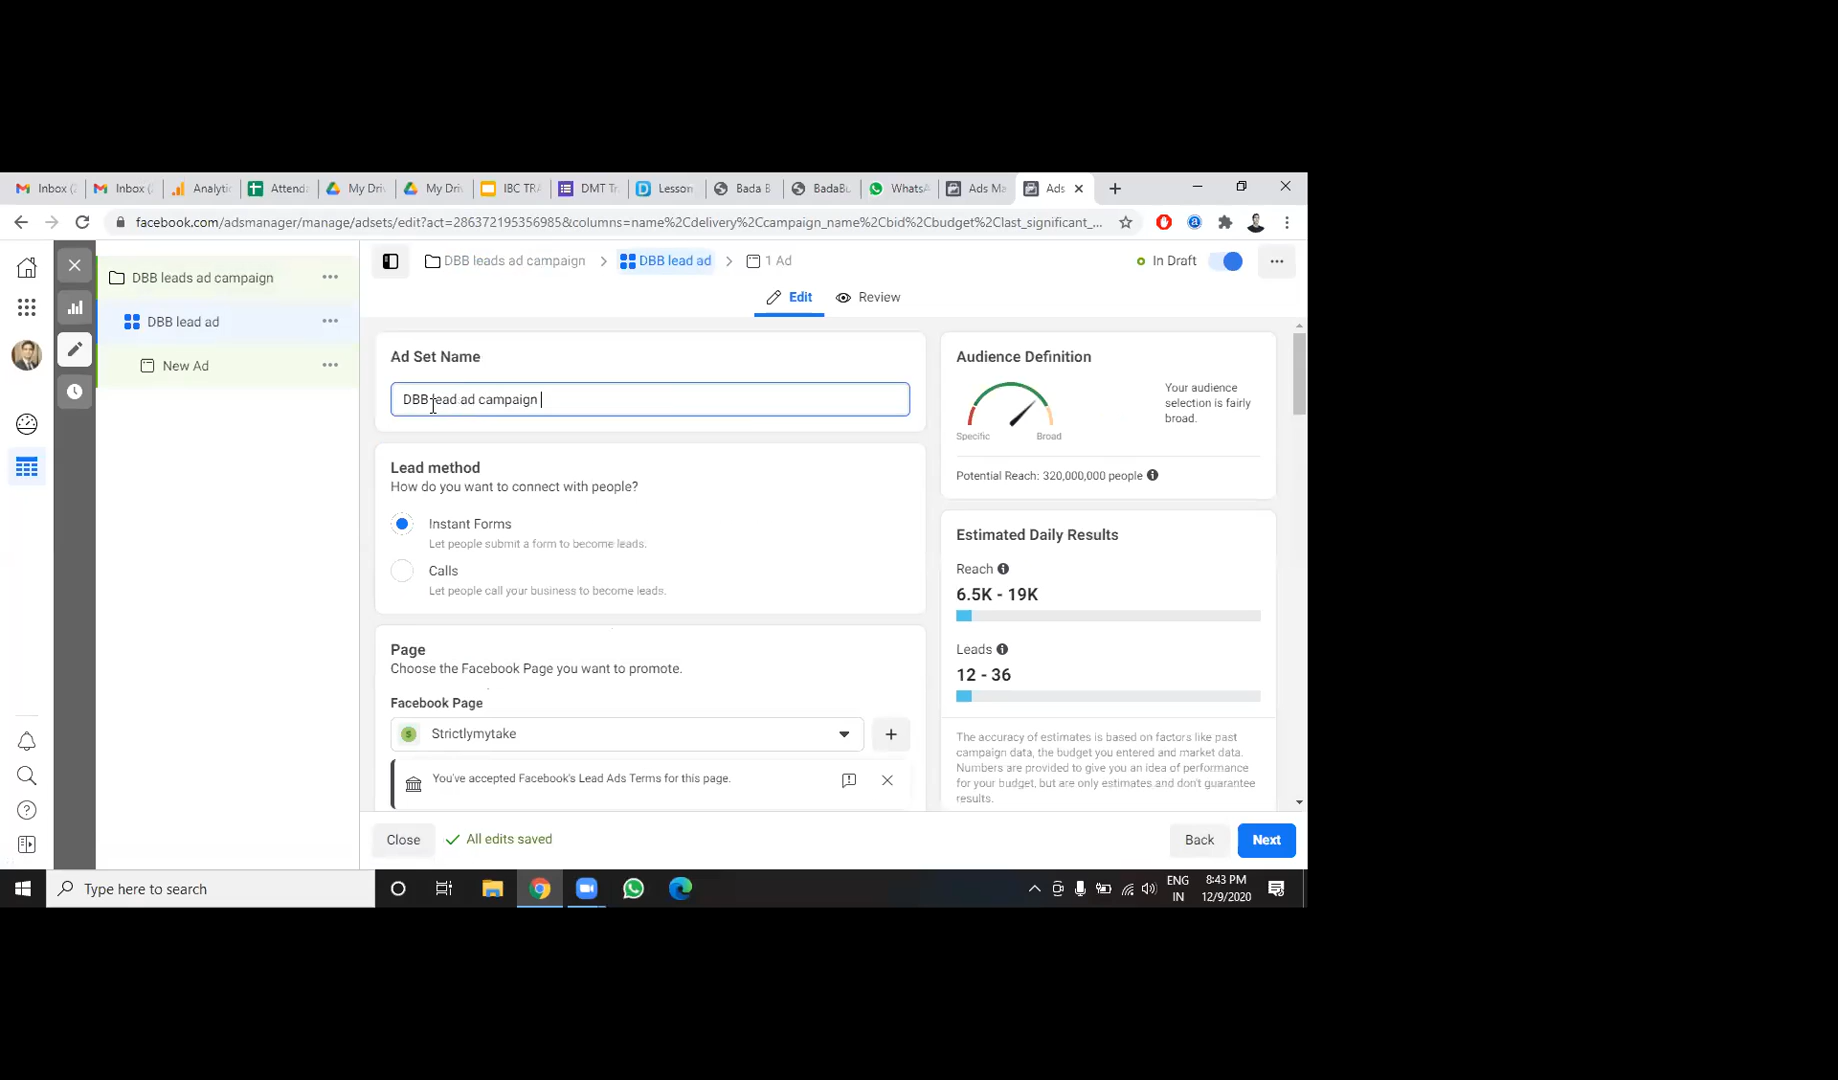 Inbox (
Inbox (
Analytic
Attend
My Driv
My Driv
IBC TRA
DMT Tr
Lesson
Bada B
BadaBu
WhatsA
Ads Ma
Ads
facebook.com/adsmanager/manage/adsets/edit?act=286372195356985&columns=name%2Cdelivery%2Ccampaign_name%2Cbid%2Cbudget%2Clast_significant_...
DBB leads ad campaign
DBB lead ad
New Ad
DBB leads ad campaign
DBB lead ad
1 Ad
In Draft
Edit
Review
Ad Set Name
DBB lead ad campaign
Lead method
How do you want to connect with people?
Instant Forms
Let people submit a form to become leads.
Calls
Let people call your business to become leads.
Page
Choose the Facebook Page you want to promote.
Facebook Page
$ Strictlymytake
You've accepted Facebook's Lead Ads Terms for this page.
Audience Definition
Your audience
selection is fairly
broad.
Specific
Broad
Potential Reach: 320,000,000 people
Estimated Daily Results
Reach
6.5K - 19K
Leads
12 - 36
The accuracy of estimates is based on factors like past
campaign data, the budget you entered and market data.
Numbers are provided to give you an idea of performance
for your budget, but are only estimates and don't guarantee
results.
Close
All edits saved
Back
Next
Type here to search
ENG
IN
8:43 PM
12/9/2020